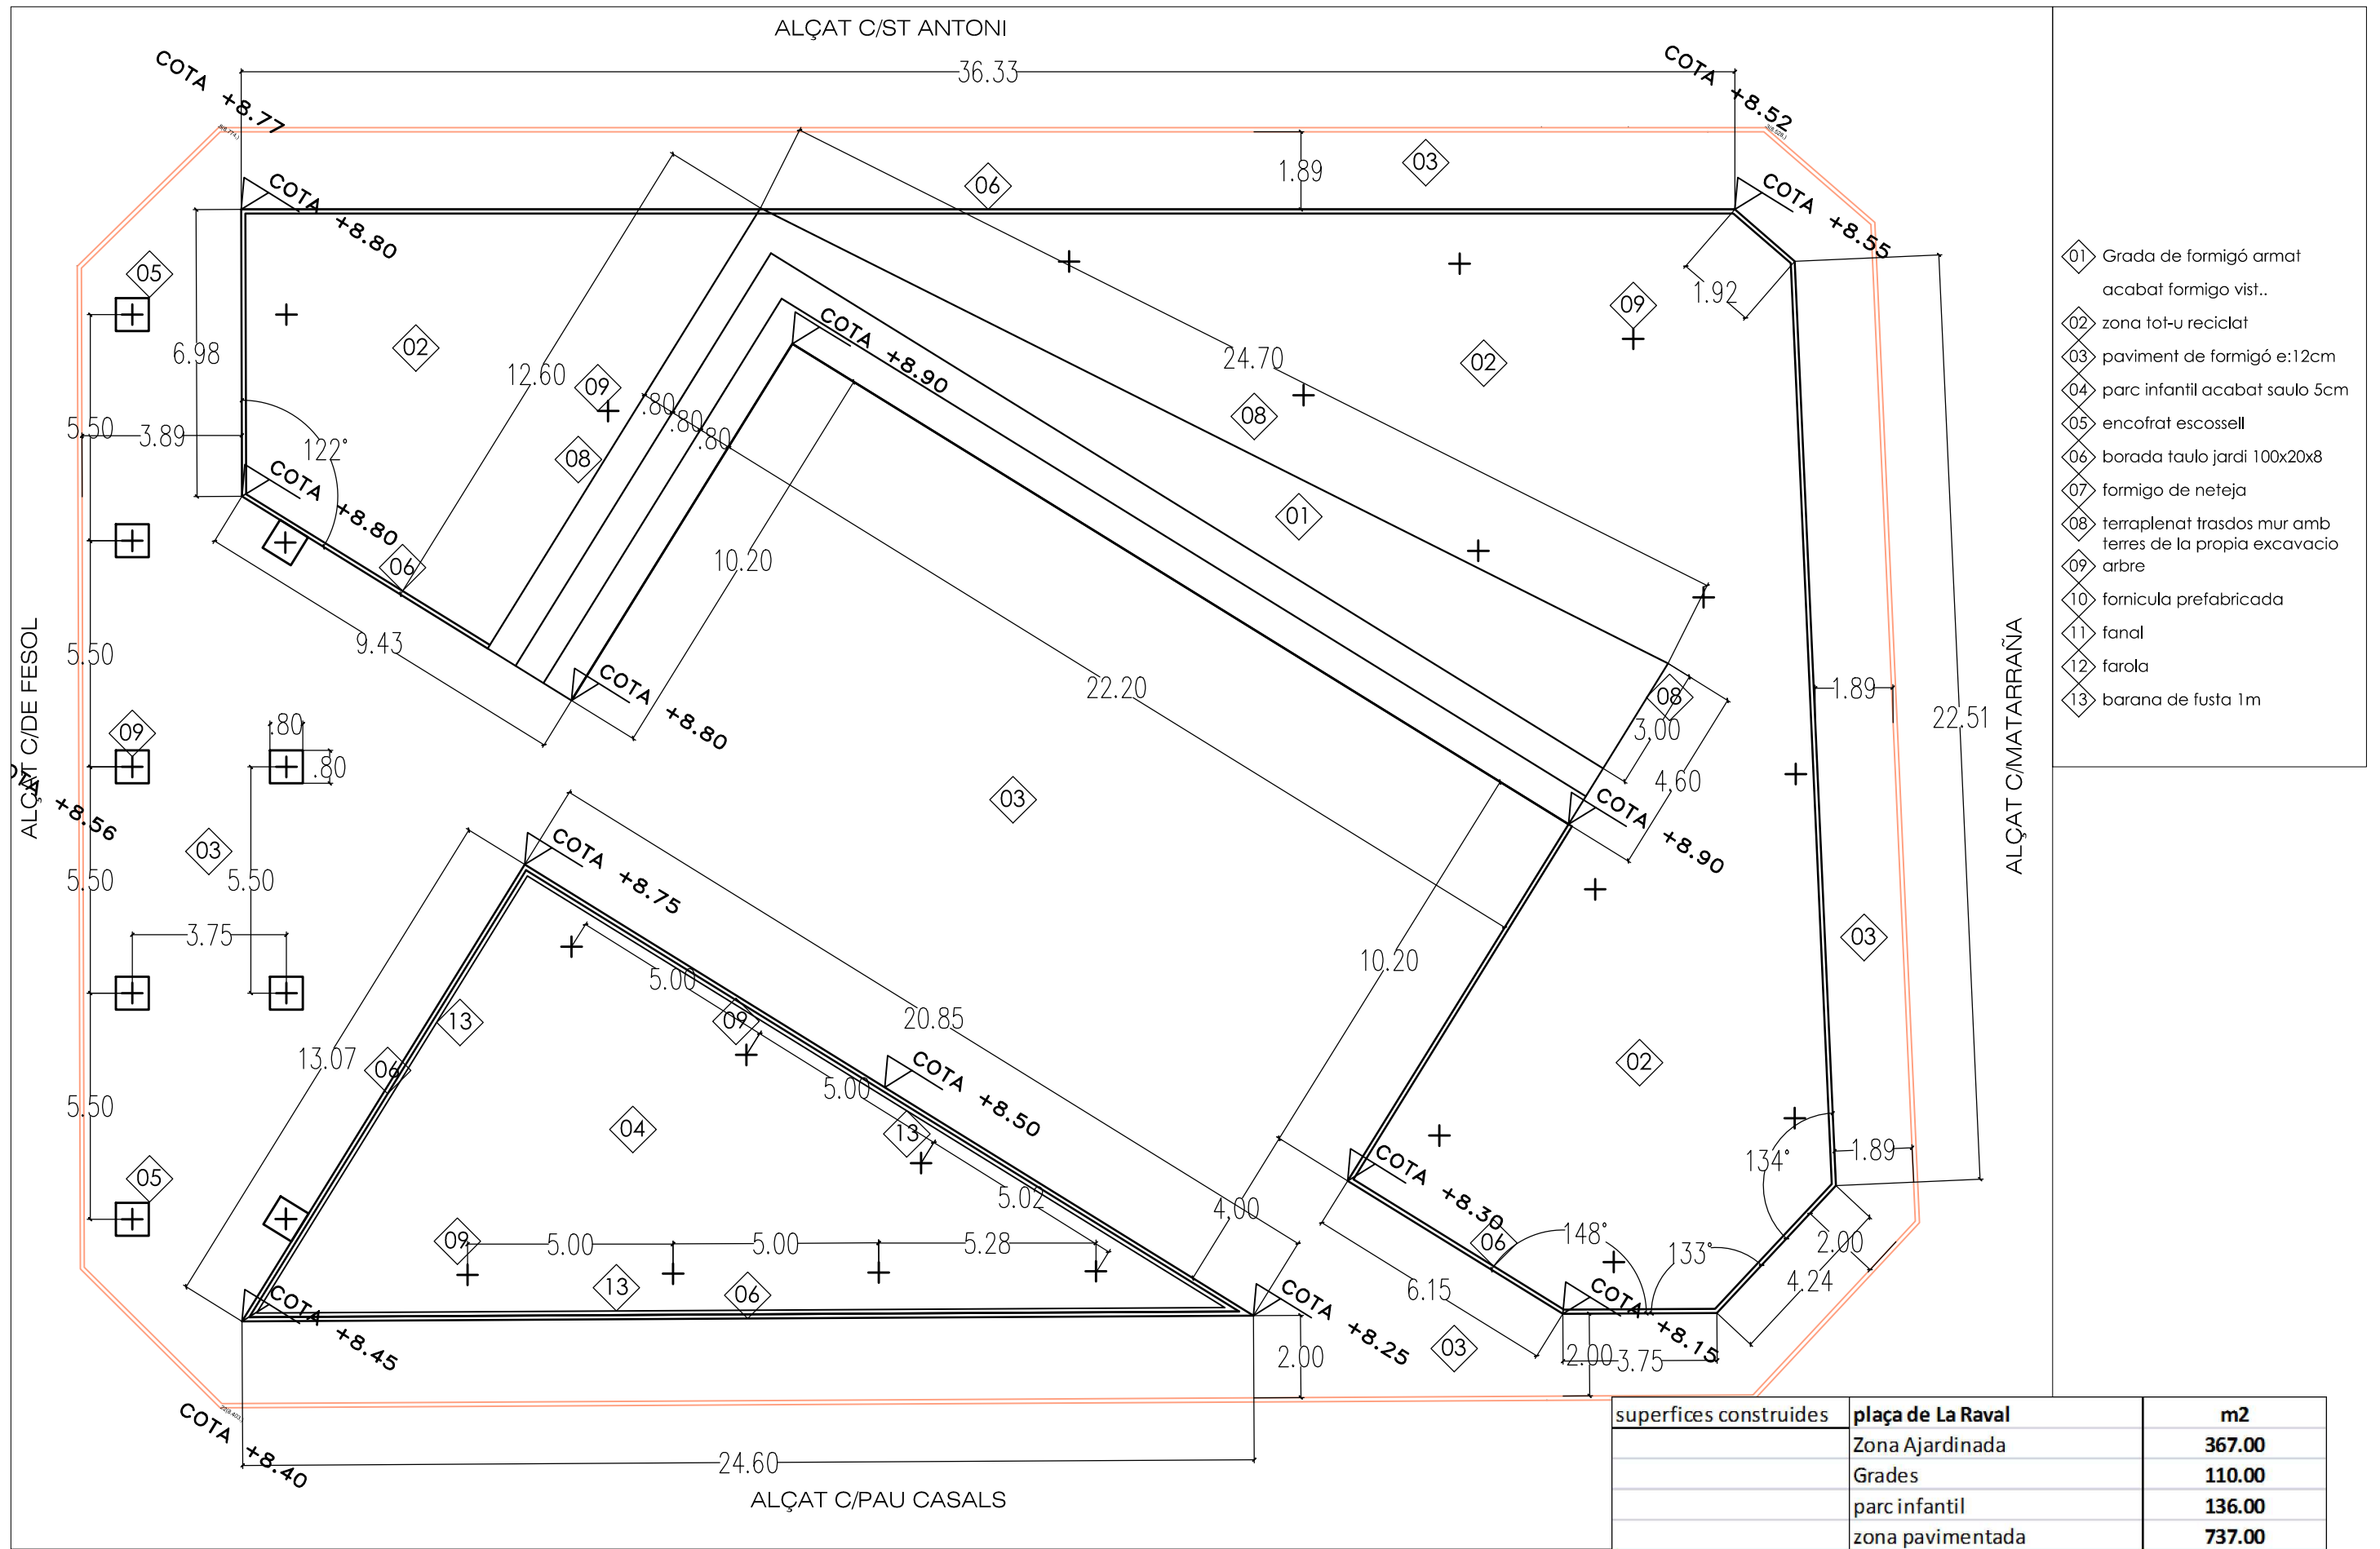 ALÇAT C/ST ANTONI
36.33
COTA +8.77
COTA +8.52
1.89
03
06
COTA +8.80
COTA +8.55
05
1.92
09
02
6.98
12.60
09
.80
.80
.80
COTA +8.90
24.70
02
08
5.50
3.89
122°
08
COTA +8.80
01
06
10.20
9.43
22.20
COTA +8.80
08
3,00
4,60
1.89
22.51
ALÇAT C/DE FESOL
ALÇAT C/MATARRAÑA
5.50
09
.80
.80
+8.56
03
03
COTA +8.90
5.50
5.50
COTA +8.75
3.75
03
10.20
5.00
09
20.85
13
13.07
06
5.00
COTA +8.50
02
04
13
5.50
134°
1.89
COTA +8.30
05
5.02
4,00
06
148°
133°
2.00
09
5.00
5.00
5.28
4.24
13
06
6.15
COTA +8.45
COTA +8.25
COTA +8.15
03
2.00
2.00
3.75
COTA +8.40
24.60
ALÇAT C/PAU CASALS
01 Grada de formigó armat
acabat formigo vist..
02 zona tot-u reciclat
03 paviment de formigó e:12cm
04 parc infantil acabat saulo 5cm
05 encofrat escossell
06 borada taulo jardi 100x20x8
07 formigo de neteja
08 terraplenat trasdos mur amb
terres de la propia excavacio
09 arbre
10 fornicula prefabricada
11 fanal
12 farola
13 barana de fusta 1m
superfices construides plaça de La Raval m2
Zona Ajardinada 367.00
Grades 110.00
parc infantil 136.00
zona pavimentada 737.00